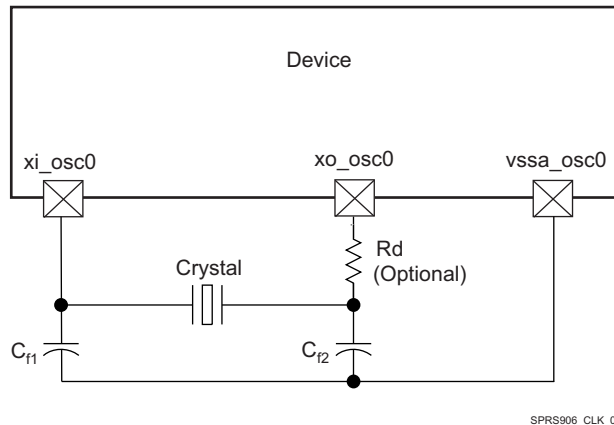 Device
xi_osc0
xo_osc0
vssa_osc0
Rd
(Optional)
Crystal
Cf1
Cf2
SPRS906_CLK_0